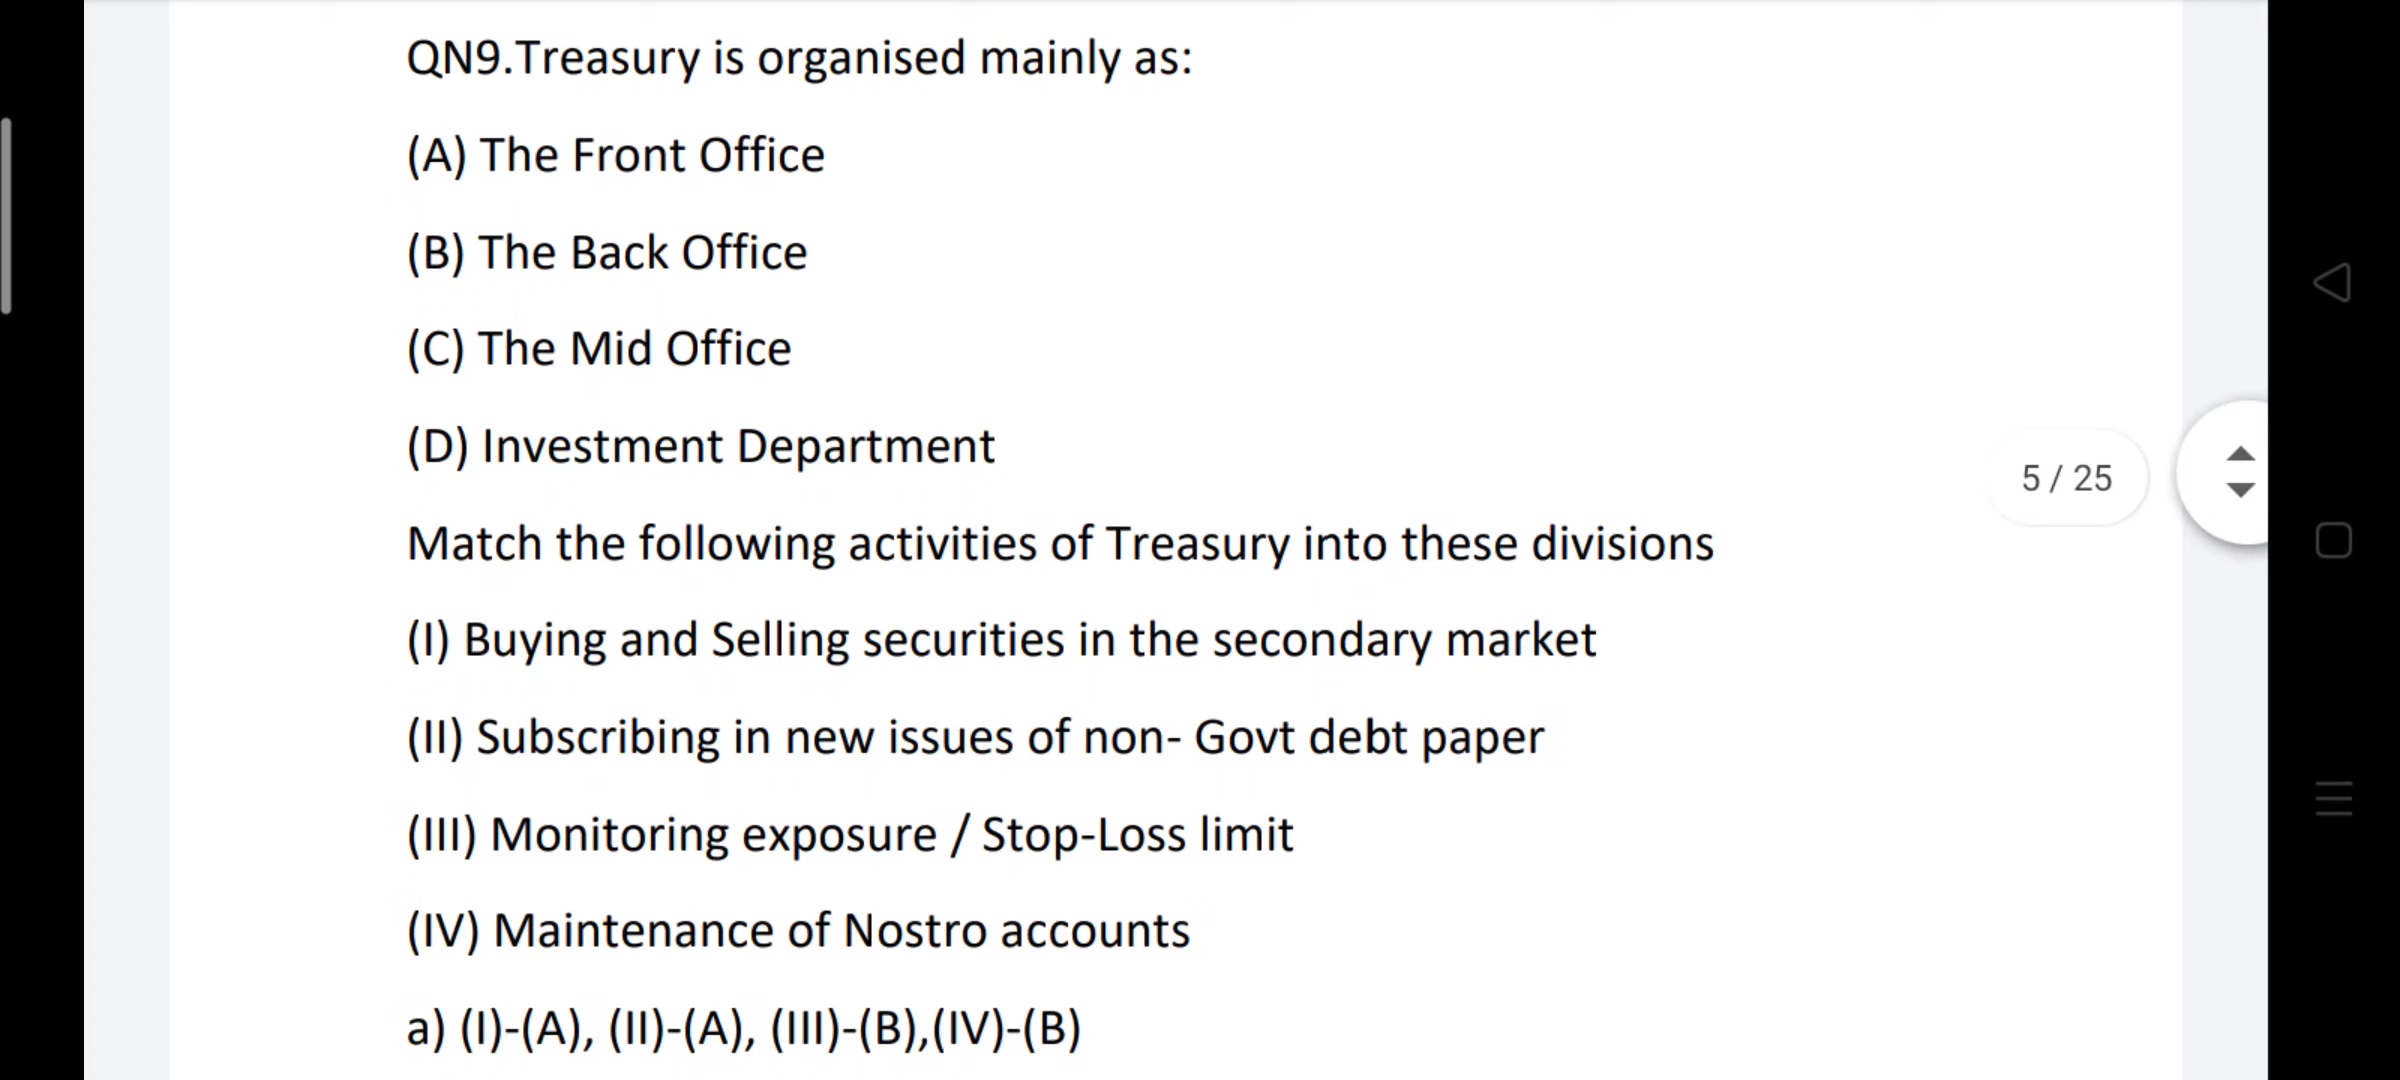 QN9.Treasury is organised mainly as:
(A) The Front Office
(B) The Back Office
(C) The Mid Office
(D) Investment Department
5 / 25
Match the following activities of Treasury into these divisions
(I) Buying and Selling securities in the secondary market
(II) Subscribing in new issues of non- Govt debt paper
(III) Monitoring exposure / Stop-Loss limit
(IV) Maintenance of Nostro accounts
a) (I)-(A), (II)-(A), (III)-(B),(IV)-(B)